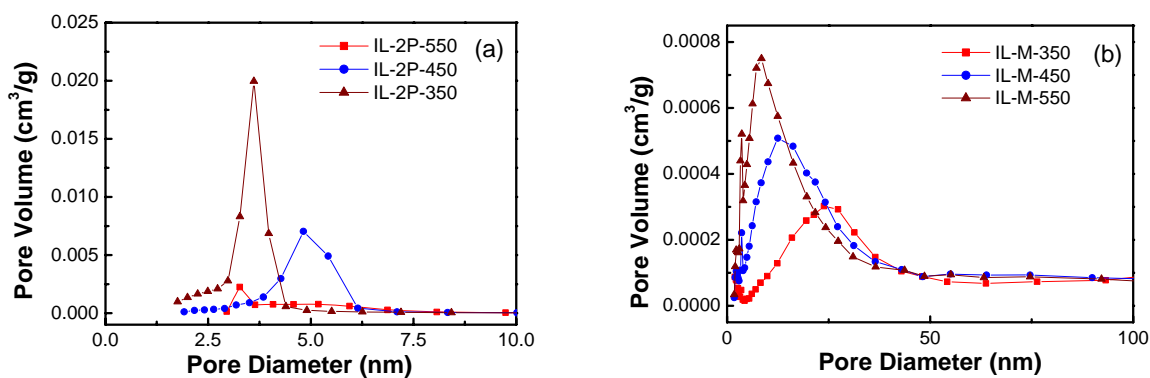 0.025
0.020
0.015
0.010
0.005
0.000
Pore Volume (cm³/g)
IL-2P-550
IL-2P-450
IL-2P-350
(a)
0.0 2.5 5.0 7.5 10.0
Pore Diameter (nm)
0.0008
0.0006
0.0004
0.0002
0.0000
Pore Volume (cm³/g)
IL-M-350
IL-M-450
IL-M-550
(b)
0 50 100
Pore Diameter (nm)